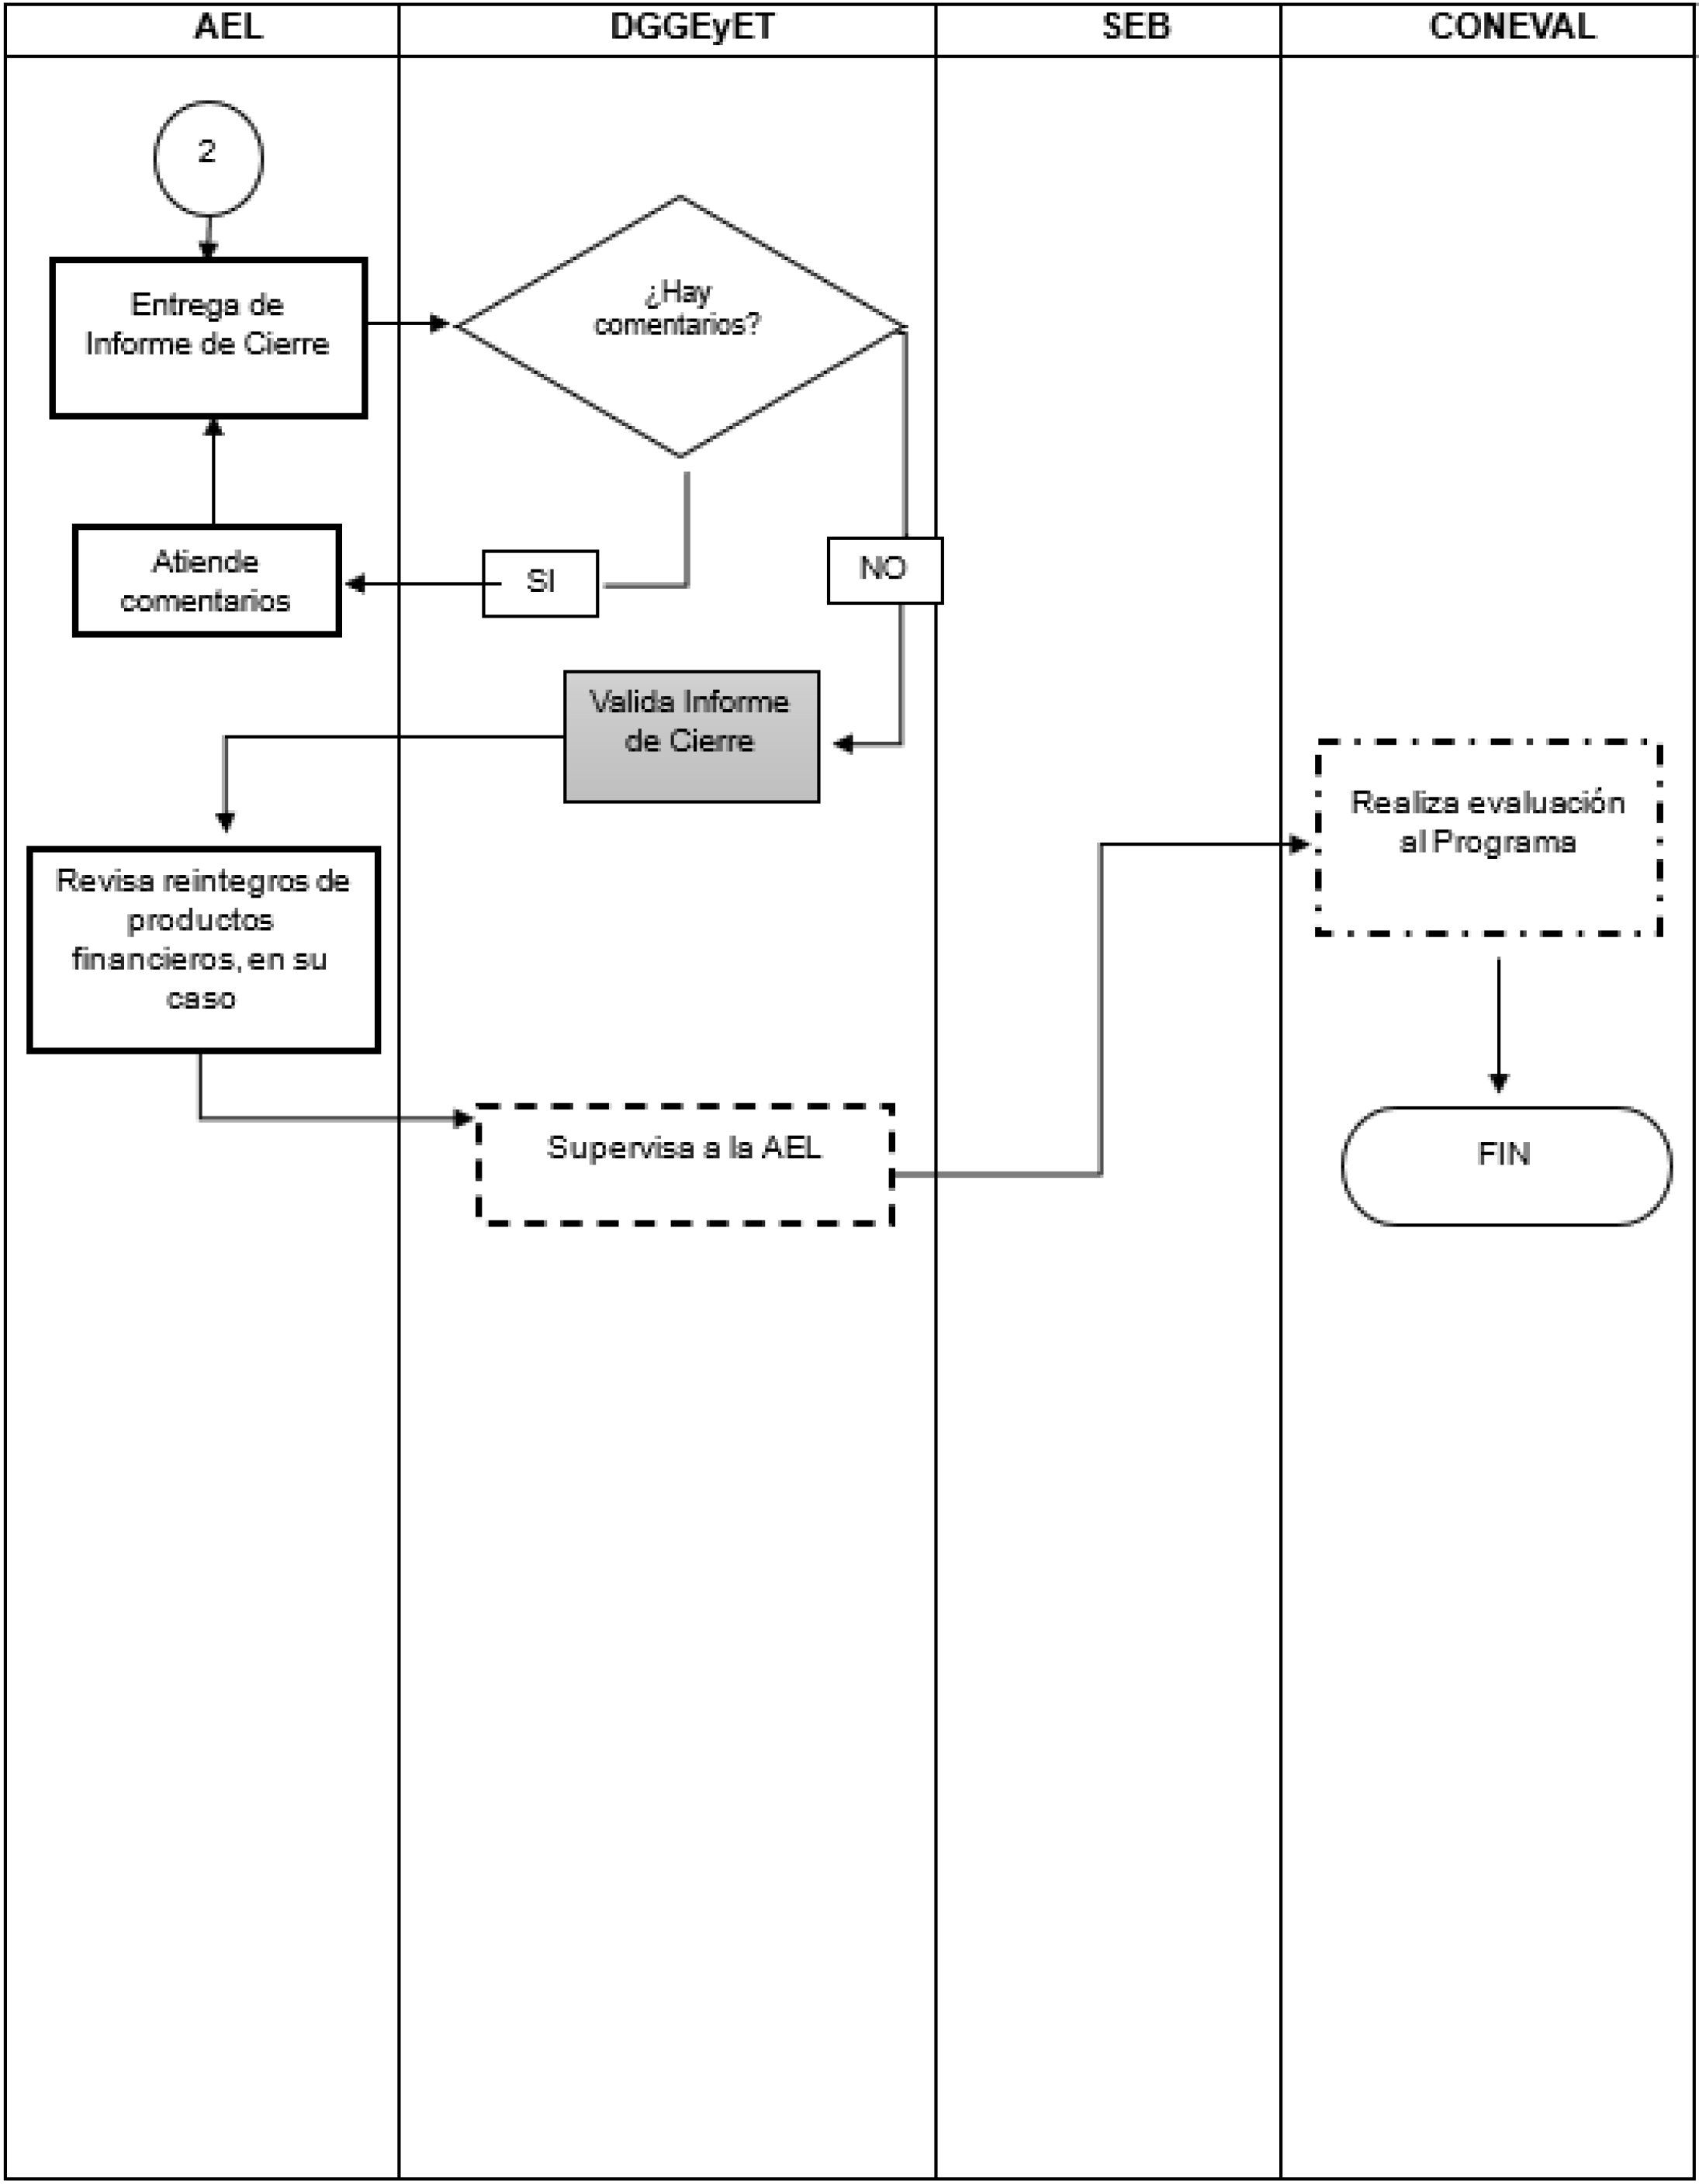 AEL
DGGEyET
SEB
CONEVAL
2
Entrega de
Informe de Cierre
¿Hay
comentarios?
Atiende
comentarios
SI
NO
Valida Informe
de Cierre
Revisa reintegros de
productos
financieros, en su
caso
Supervisa a la AEL
Realiza evaluación
al Programa
FIN